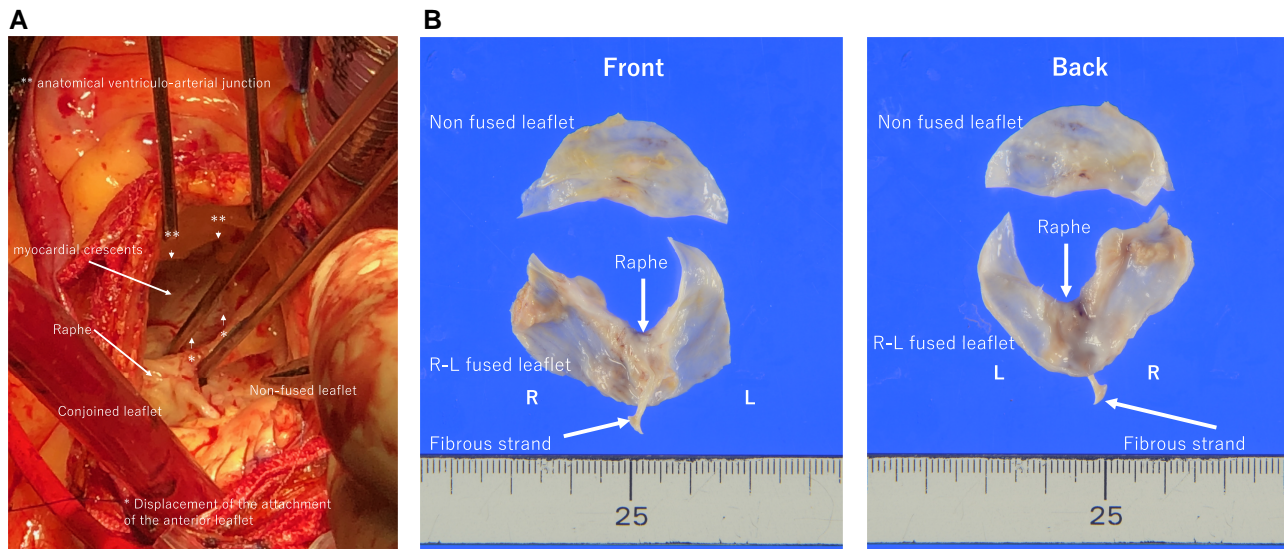 A
** anatomical ventriculo-arterial junction
**
**
myocardial crescents
Raphe
*
*
Non-fused leaflet
Conjoined leaflet
* Displacement of the attachment
of the anterior leaflet
B
Front
Non fused leaflet
Raphe
R-L fused leaflet
R
L
Fibrous strand
25
Back
Non fused leaflet
Raphe
R-L fused leaflet
L
R
Fibrous strand
25